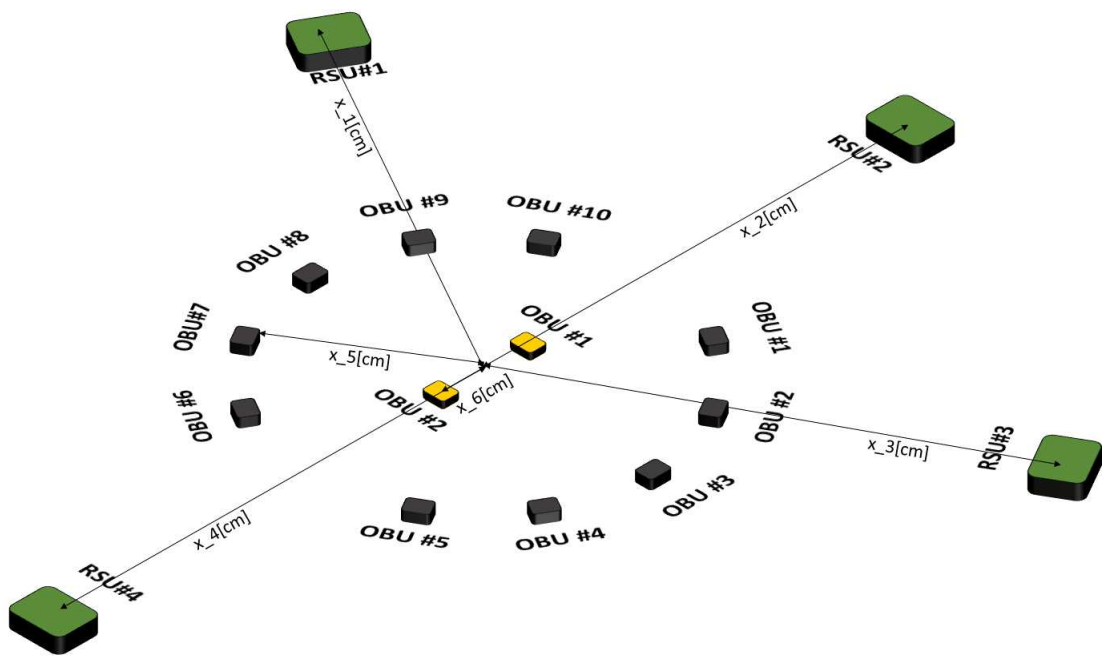 RSU#1
x_1[cm]
RSU#2
x_2[cm]
OBU #9
OBU #10
OBU #8
OBU#7
OBU #1
OBU #1
x_5[cm]
x_6[cm]
OBU #2
OBU #2
OBU #6
x_3[cm]
RSU#3
OBU #3
x_4[cm]
OBU #5
OBU #4
RSU#4